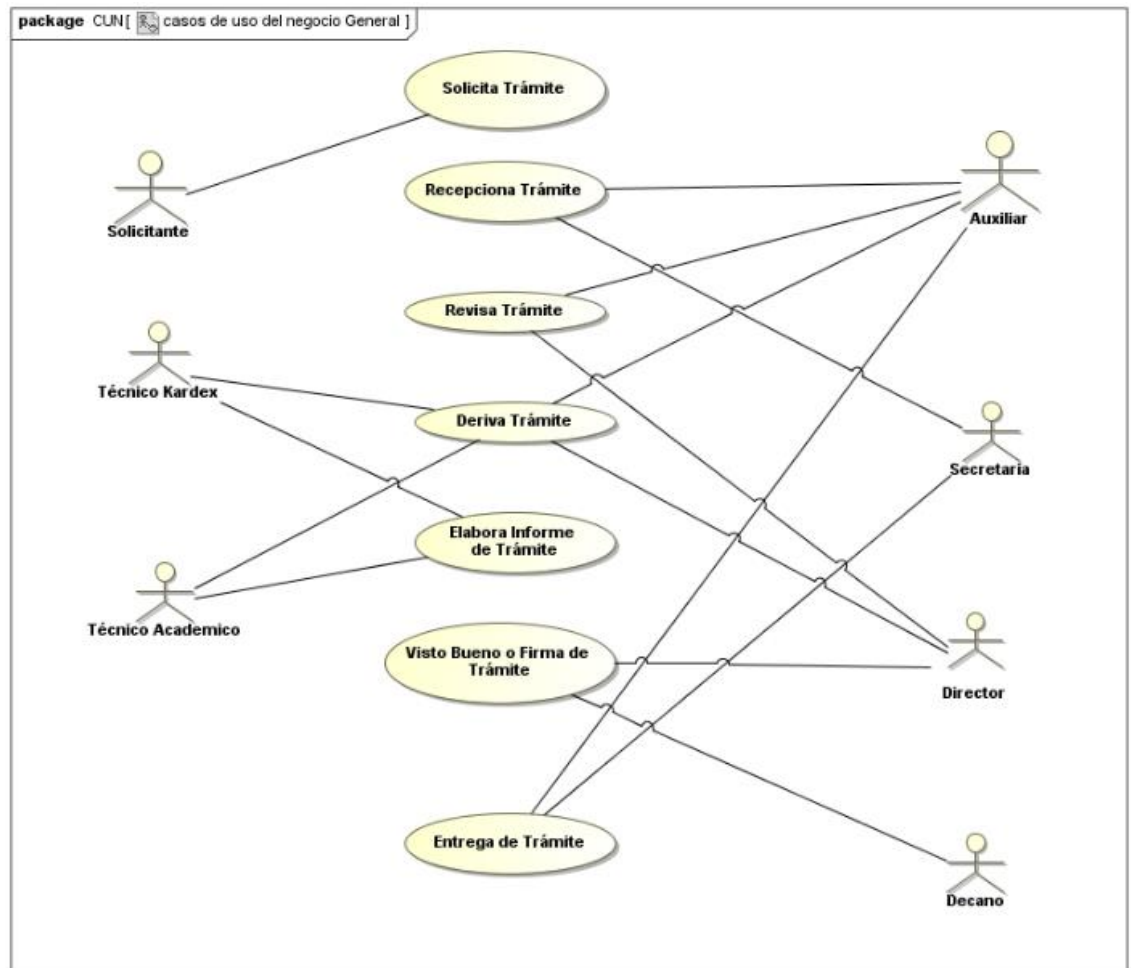 package CUN[ casos de uso del negocio General ]
Solicita Trámite
Solicitante
Recepciona Trámite
Auxiliar
Revisa Trámite
Técnico Kardex
Deriva Trámite
Secretaria
Elabora Informe
de Trámite
Técnico Academico
Visto Bueno o Firma de
Trámite
Director
Entrega de Trámite
Decano